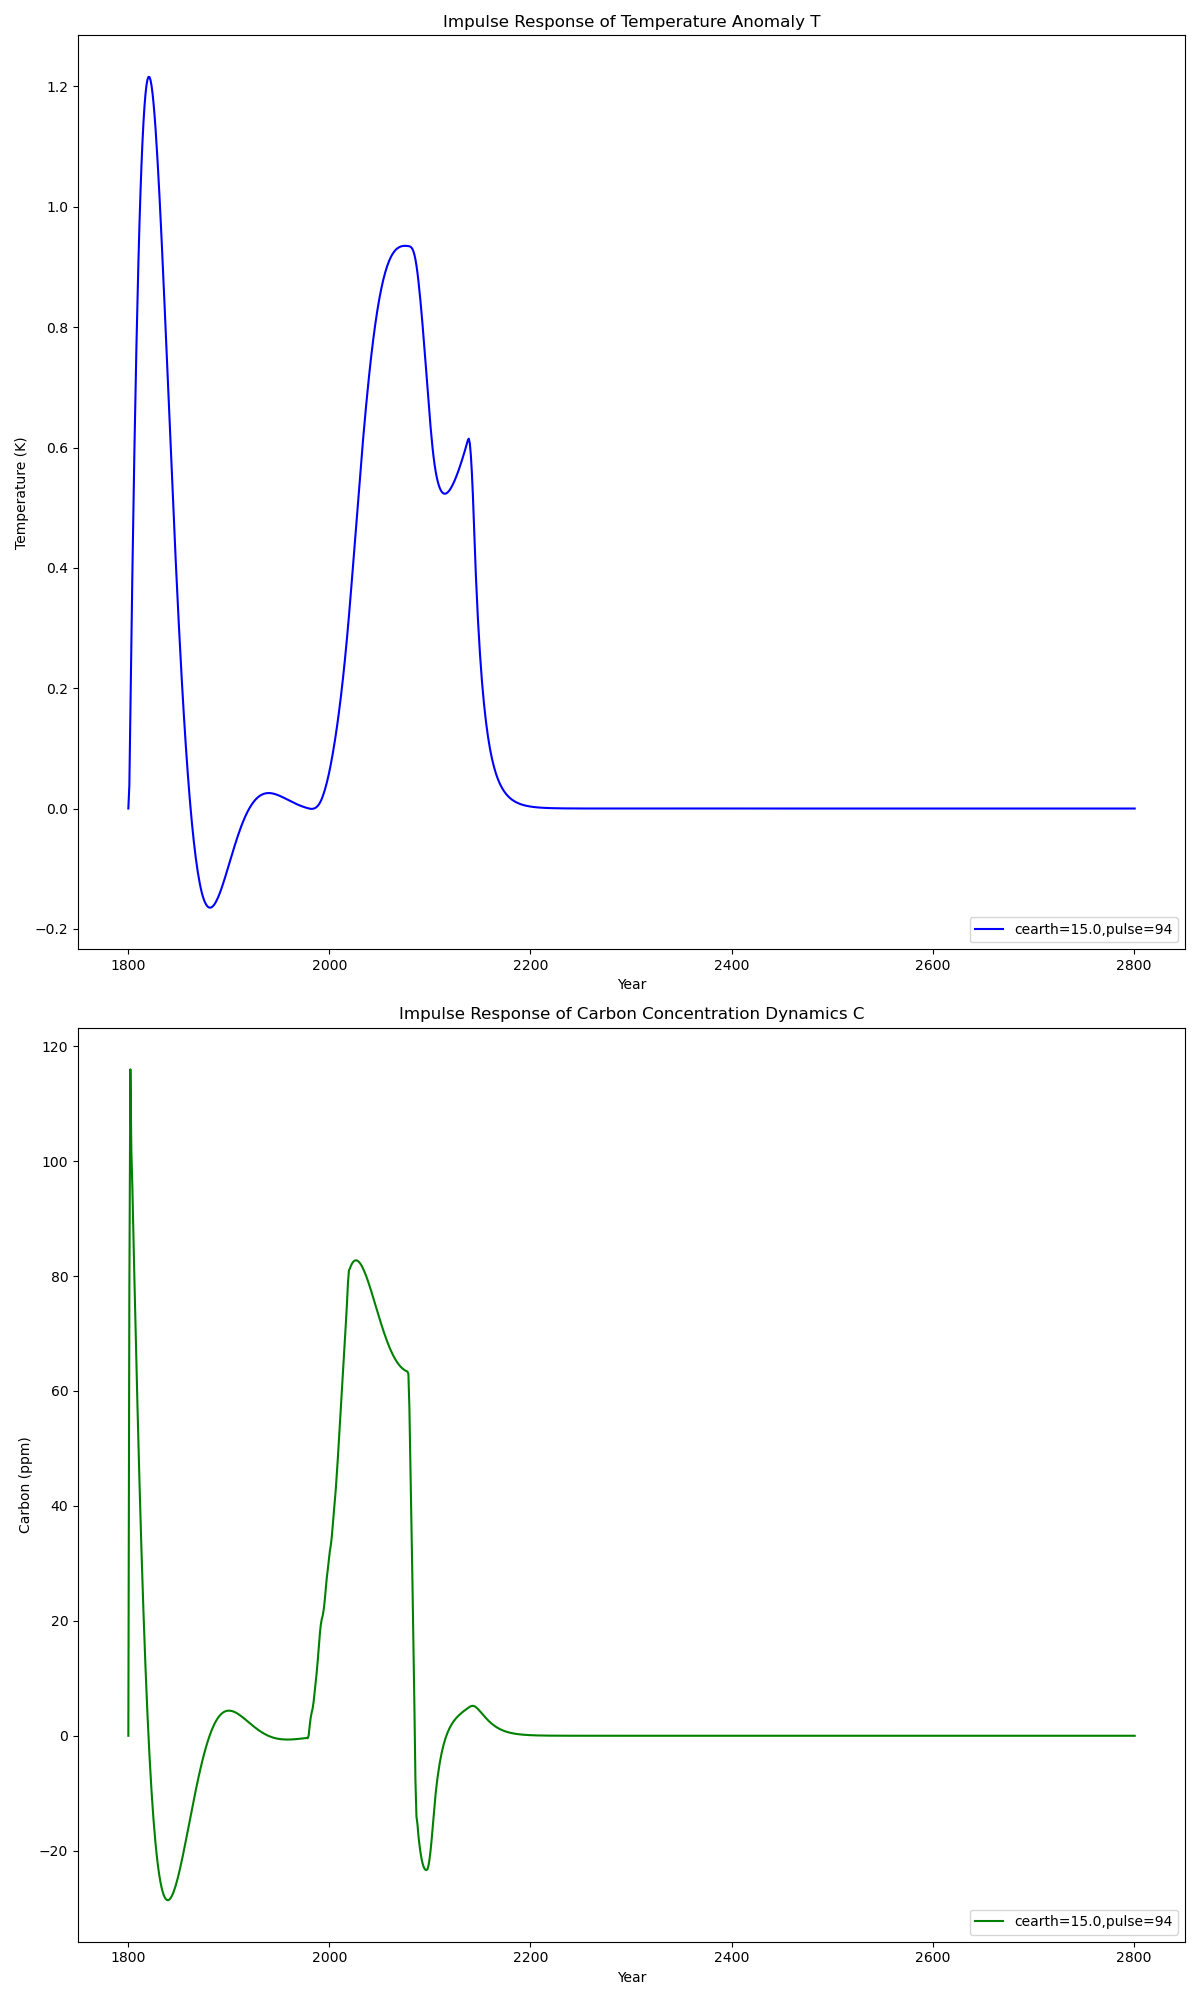 Impulse Response of Temperature Anomaly T
Temperature (K)
1.2
1.0
0.8
0.6
0.4
0.2
0.0
−0.2
cearth=15.0,pulse=94
1800 2000 2200 2400 2600 2800
Year
Impulse Response of Carbon Concentration Dynamics C
Carbon (ppm)
120
100
80
60
40
20
0
−20
cearth=15.0,pulse=94
1800 2000 2200 2400 2600 2800
Year